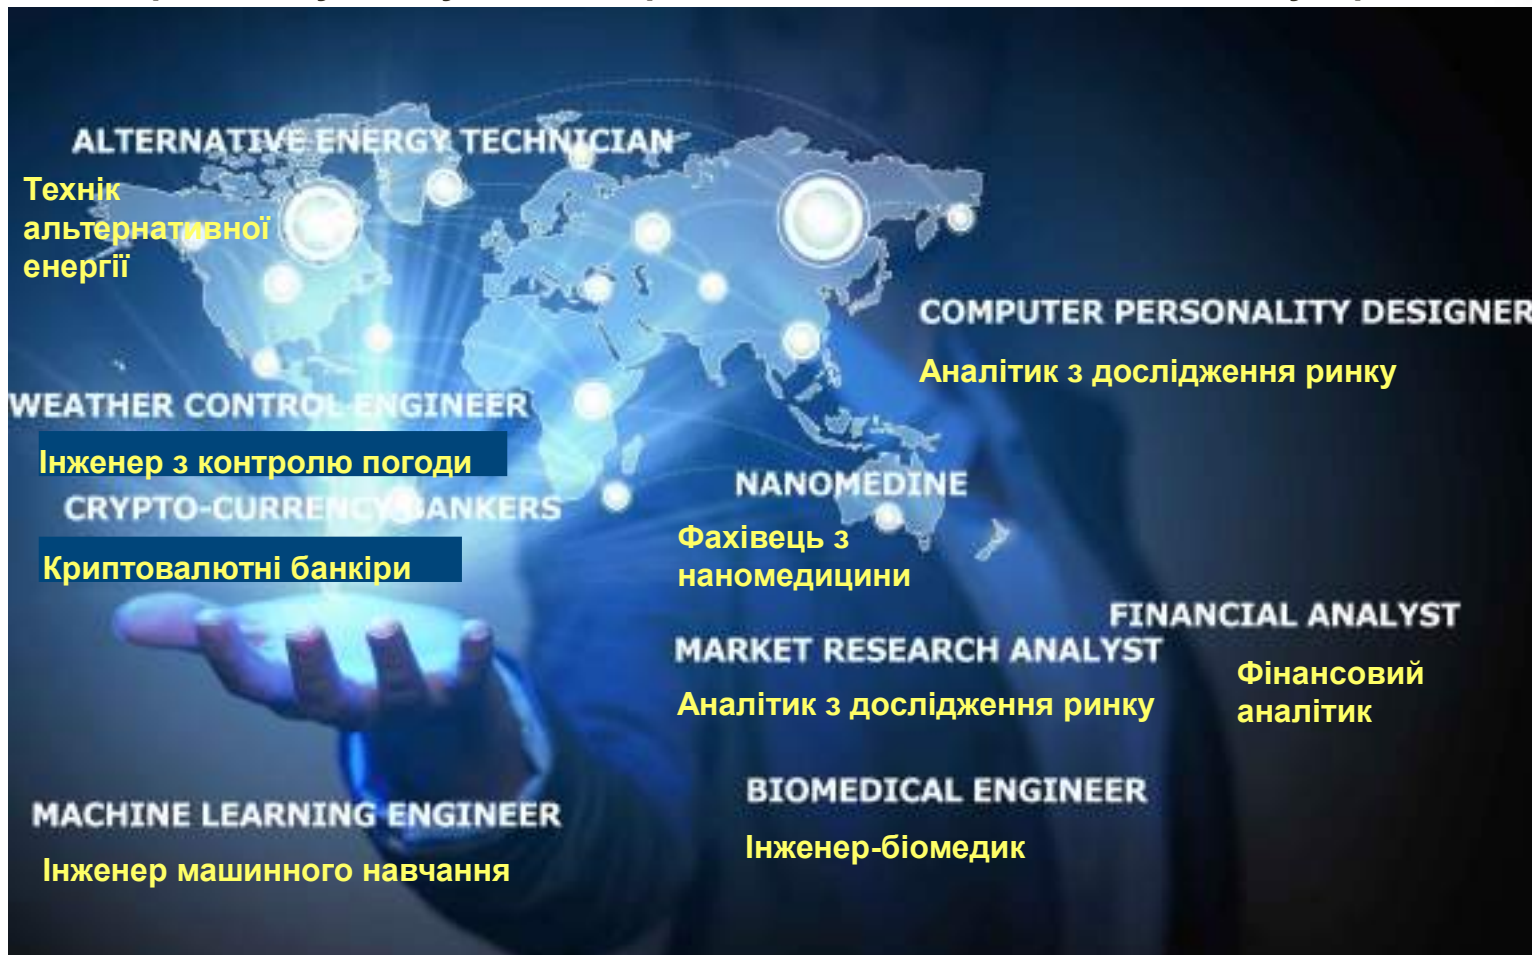 ALTERNATIVE ENERGY TECHNICIAN
Технік
альтернативної
енергії
COMPUTER PERSONALITY DESIGNER
Аналітик з дослідження ринку
WEATHER CONTROL ENGINEER
Інженер з контролю погоди
CRYPTO-CURRENCY BANKERS
Криптовалютні банкіри
NANOMEDINE
Фахівець з
наномедицини
FINANCIAL ANALYST
Фінансовий
аналітик
MARKET RESEARCH ANALYST
Аналітик з дослідження ринку
BIOMEDICAL ENGINEER
Інженер-біомедик
MACHINE LEARNING ENGINEER
Інженер машинного навчання